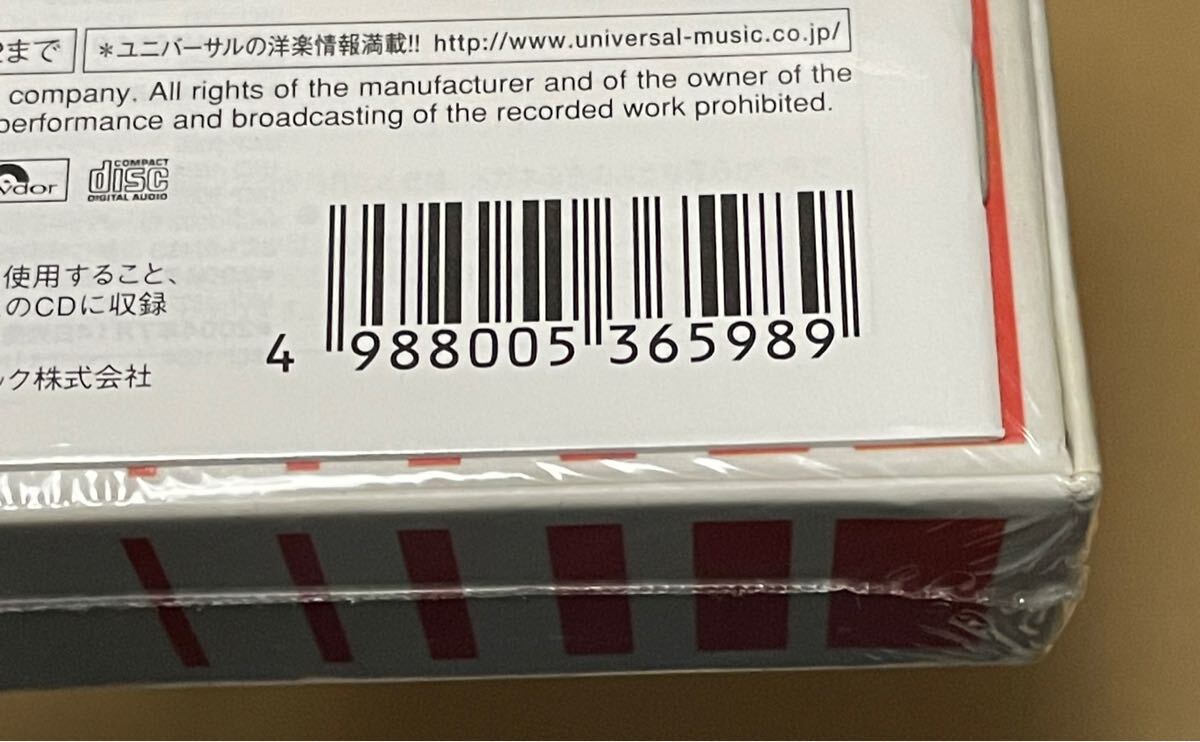 まで
*ユニバーサルの洋楽情報満載!! http://www.universal-music.co.jp/
company. All rights of the manufacturer and of the owner of the
performance and broadcasting of the recorded work prohibited.
COMPACT
disc
DIGITAL AUDIO
使用すること、
のCDに収録
ック株式会社
4 988005 365989